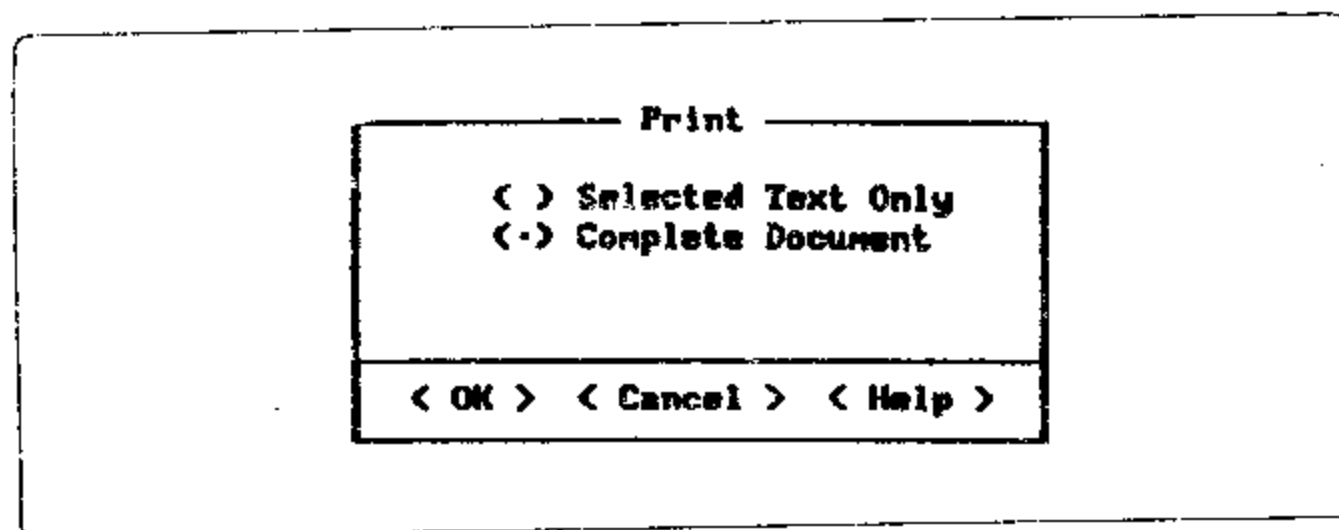 Print
( ) Selected Text Only
(·) Complete Document
< OK > < Cancel > < Help >